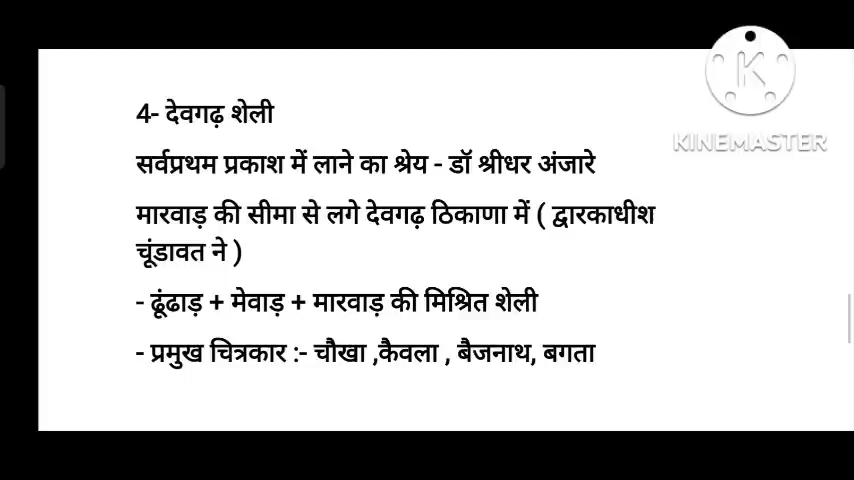 4- देवगढ़ शेली
सर्वप्रथम प्रकाश में लाने का श्रेय - डॉ श्रीधर अंजारे
मारवाड़ की सीमा से लगे देवगढ़ ठिकाणा में ( द्वारकाधीश
चूंडावत ने )
- ढूंढाड़ + मेवाड़ + मारवाड़ की मिश्रित शेली
- प्रमुख चित्रकार :- चौखा ,कैवला , बैजनाथ, बगता
K
KINEMASTER